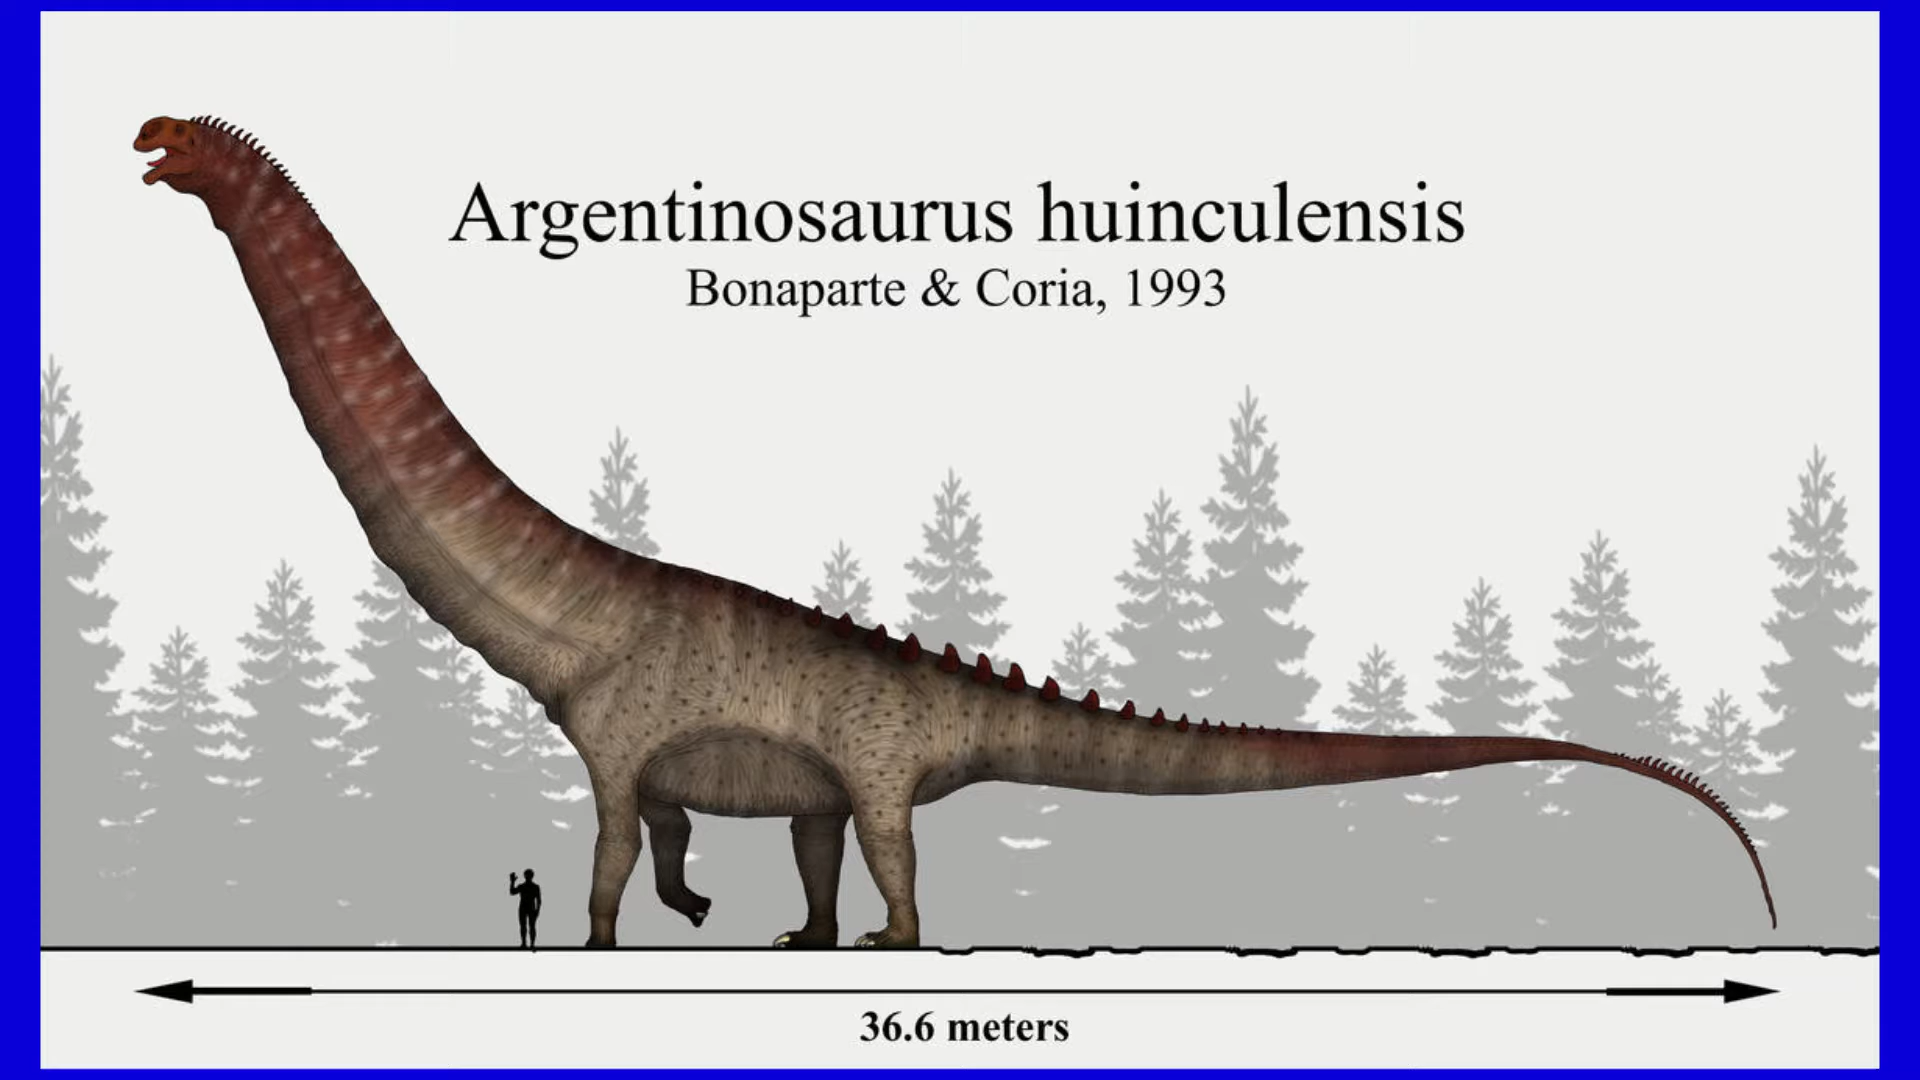 Argentinosaurus huinculensis
Bonaparte & Coria, 1993
36.6 meters